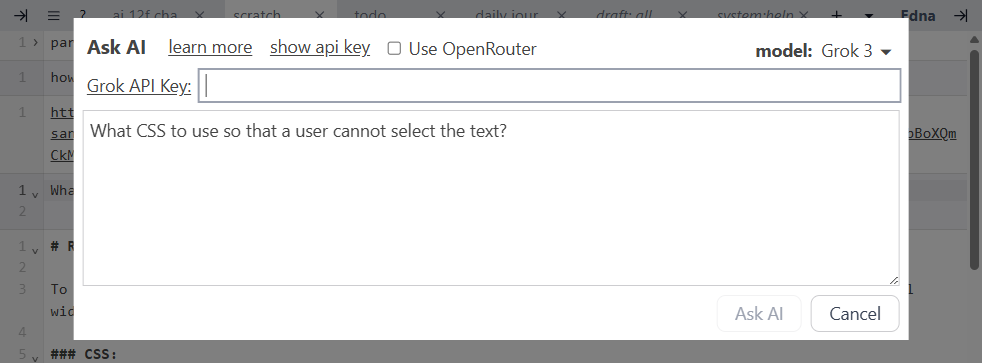 ? ai 12f cha scratch todo daily jour draft: all system:help Edna
Ask AI learn more show api key Use OpenRouter model: Grok 3
1 par
Grok API Key:
1 how
1 htt
What CSS to use so that a user cannot select the text?
san bBoXQm
CkM
1 Wha
2
1 # R
2
3 To l
wid
Ask AI Cancel
4
5 ### CSS: